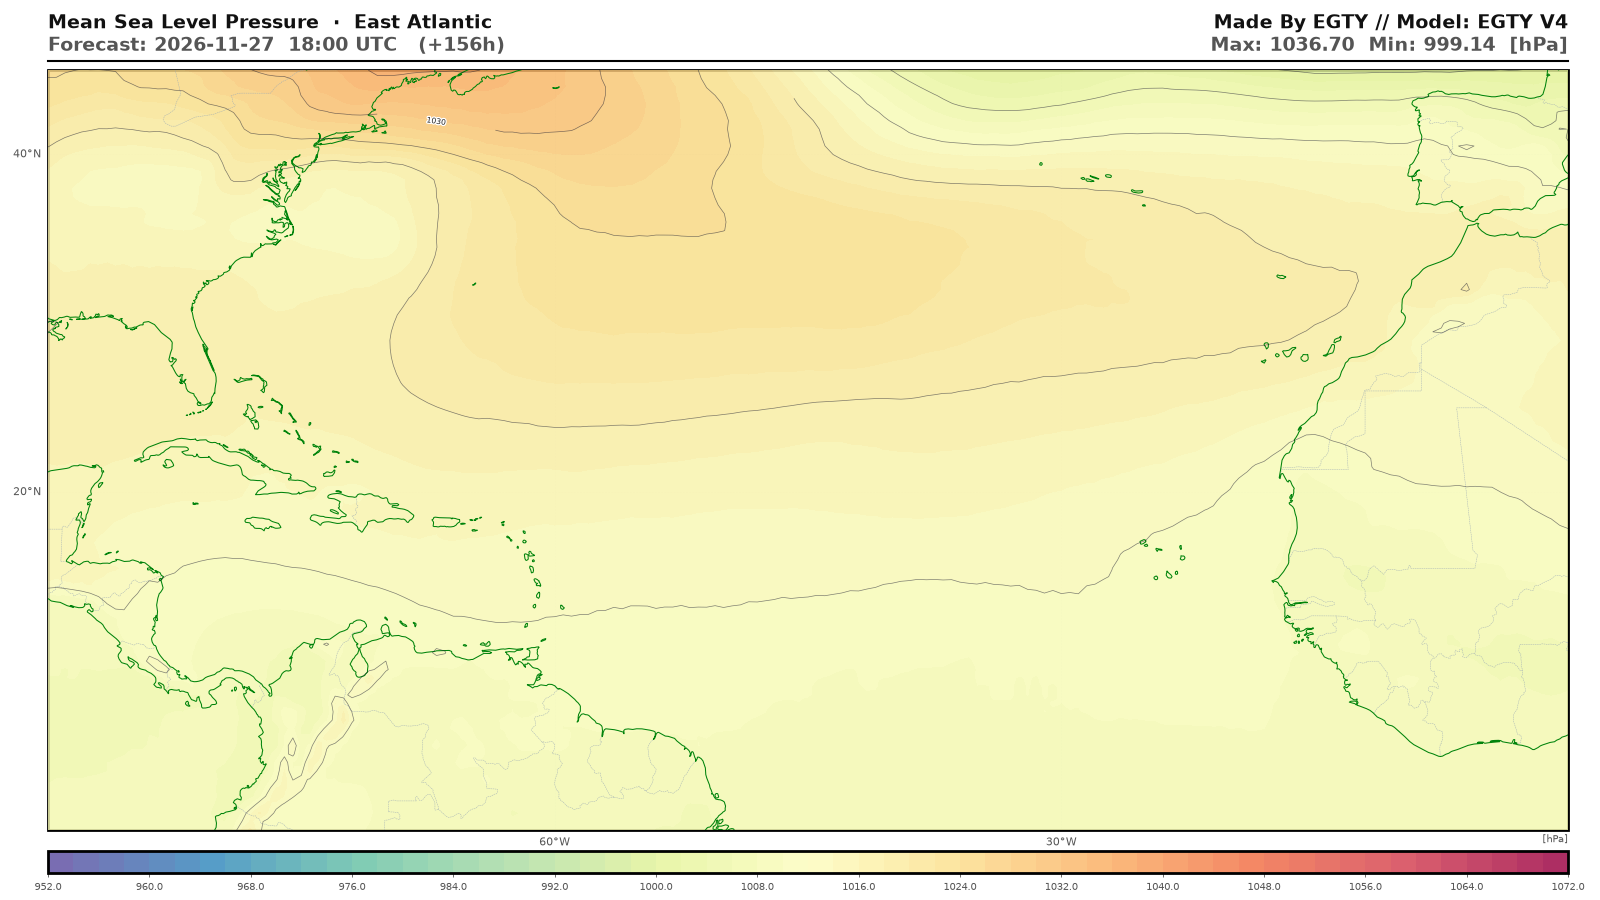 Mean Sea Level Pressure · East Atlantic
Made By EGTY // Model: EGTY V4
Forecast: 2026-11-27 18:00 UTC (+156h)
Max: 1036.70 Min: 999.14 [hPa]
1030
40°N
20°N
60°W 30°W
[hPa]
952.0 960.0 968.0 976.0 984.0 992.0 1000.0 1008.0 1016.0 1024.0 1032.0 1040.0 1048.0 1056.0 1064.0 1072.0